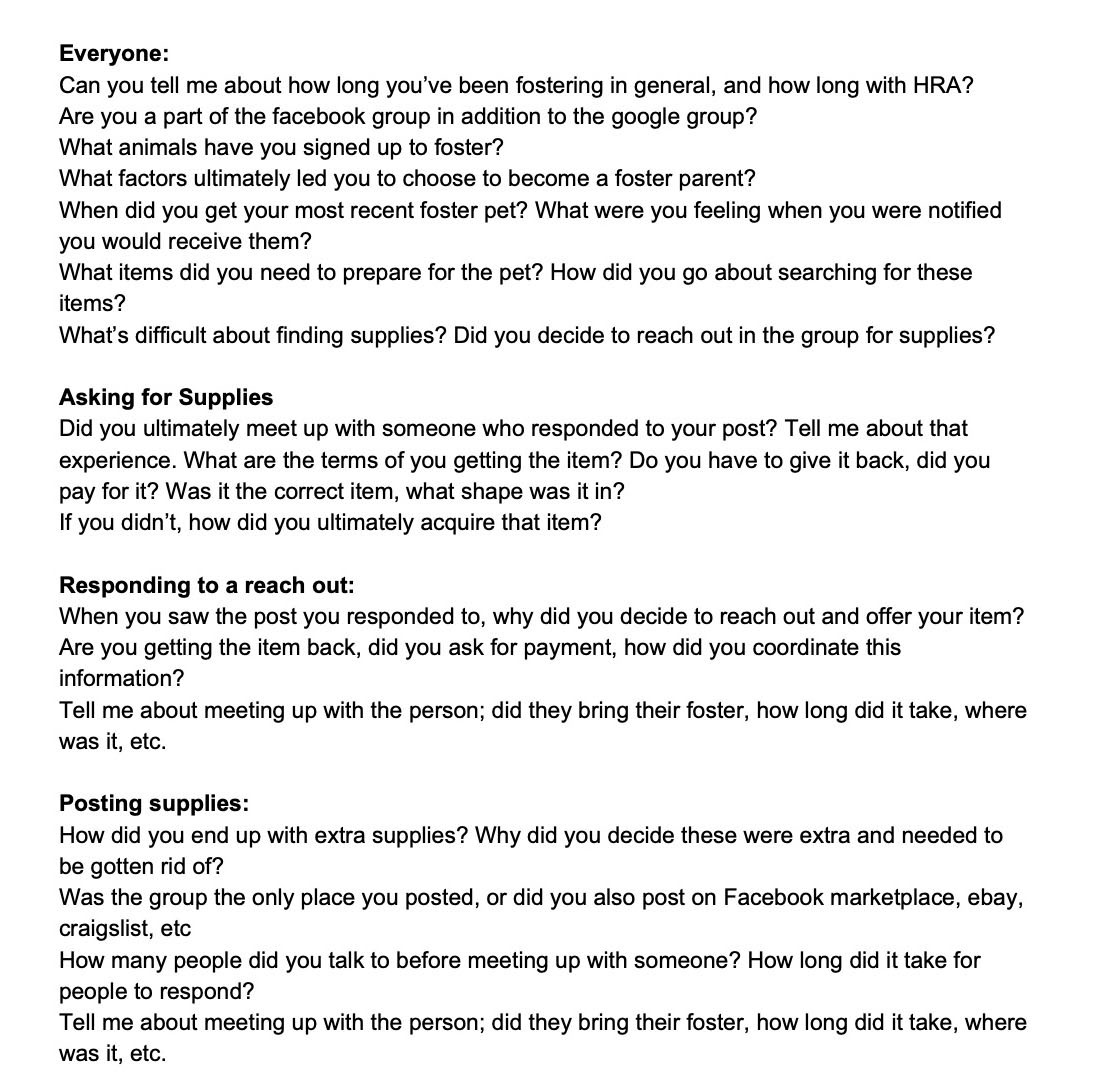 Everyone:
Can you tell me about how long you’ve been fostering in general, and how long with HRA?
Are you a part of the facebook group in addition to the google group?
What animals have you signed up to foster?
What factors ultimately led you to choose to become a foster parent?
When did you get your most recent foster pet? What were you feeling when you were notified
you would receive them?
What items did you need to prepare for the pet? How did you go about searching for these
items?
What’s difficult about finding supplies? Did you decide to reach out in the group for supplies?
Asking for Supplies
Did you ultimately meet up with someone who responded to your post? Tell me about that
experience. What are the terms of you getting the item? Do you have to give it back, did you
pay for it? Was it the correct item, what shape was it in?
If you didn’t, how did you ultimately acquire that item?
Responding to a reach out:
When you saw the post you responded to, why did you decide to reach out and offer your item?
Are you getting the item back, did you ask for payment, how did you coordinate this
information?
Tell me about meeting up with the person; did they bring their foster, how long did it take, where
was it, etc.
Posting supplies:
How did you end up with extra supplies? Why did you decide these were extra and needed to
be gotten rid of?
Was the group the only place you posted, or did you also post on Facebook marketplace, ebay,
craigslist, etc
How many people did you talk to before meeting up with someone? How long did it take for
people to respond?
Tell me about meeting up with the person; did they bring their foster, how long did it take, where
was it, etc.